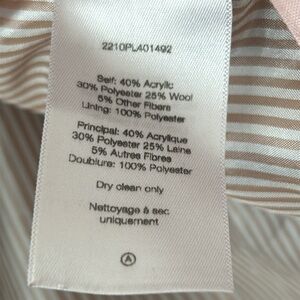 2210PL401492
Self: 40% Acrylic
30% Polyester 25% Wool
5% Other Fibers
Lining: 100% Polyester
Principal: 40% Acrylique
30% Polyester 25% Laine
5% Autres Fibres
Doublure: 100% Polyester
Dry clean only
Nettoyage à sec
uniquement
A